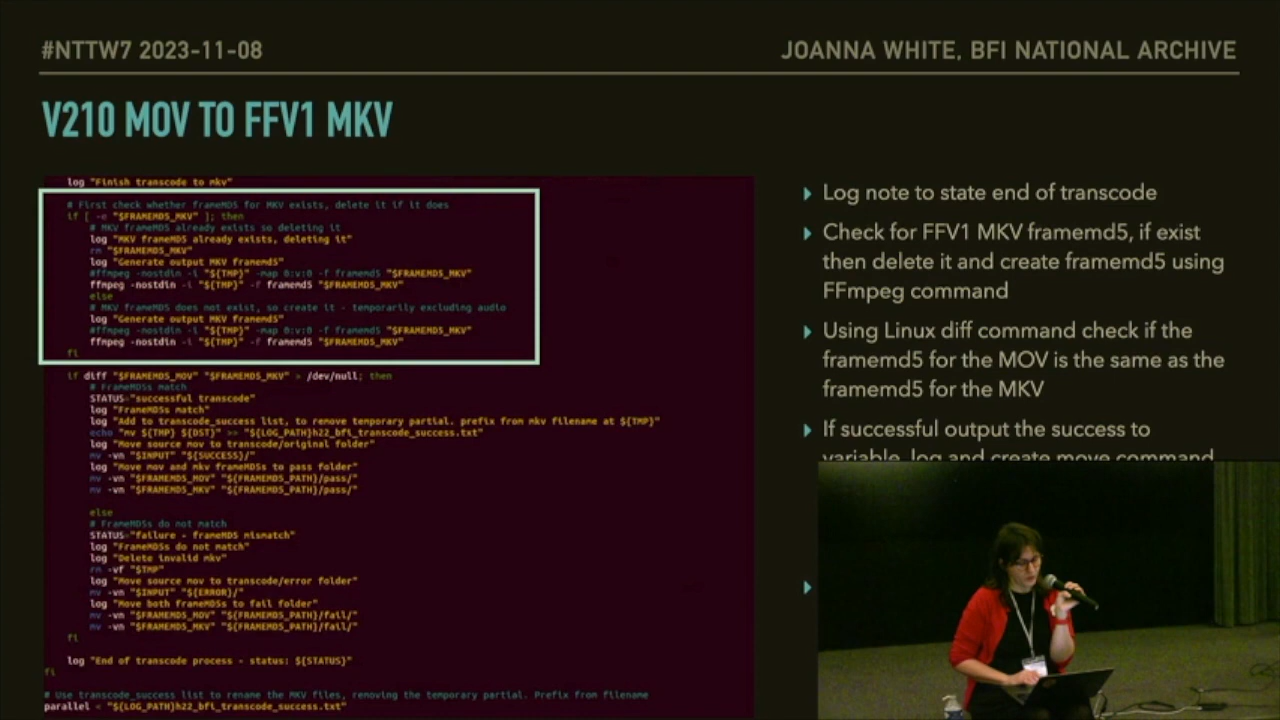 #NTTW7 2023-11-08
JOANNA WHITE, BFI NATIONAL ARCHIVE
V210 MOV TO FFV1 MKV
log "Finish transcode to mkv"
# First check whether frameMD5 for MKV exists, delete it if it does
if [ -e "$FRAMEMD5_MKV" ]; then
# MKV frameMD5 already exists so deleting it
log "MKV frameMD5 already exists, deleting it"
rm "$FRAMEMD5_MKV"
log "Generate output MKV framemd5"
#ffmpeg -nostdin -i "${TMP}" -map 0:v:0 -f framemd5 "$FRAMEMD5_MKV"
ffmpeg -nostdin -i "${TMP}" -f framemd5 "$FRAMEMD5_MKV"
else
# MKV frameMD5 does not exist, so create it - temporarily excluding audio
log "Generate output MKV framemd5"
#ffmpeg -nostdin -i "${TMP}" -map 0:v:0 -f framemd5 "$FRAMEMD5_MKV"
ffmpeg -nostdin -i "${TMP}" -f framemd5 "$FRAMEMD5_MKV"
fi
if diff "$FRAMEMD5_MOV" "$FRAMEMD5_MKV" > /dev/null; then
# FrameMD5s match
STATUS="successful transcode"
log "FrameMD5s match"
log "Add to transcode_success list, to remove temporary partial. prefix from mkv filename at ${TMP}"
echo "mv ${TMP} ${DST}" >> "${LOG_PATH}h22_bfi_transcode_success.txt"
log "Move source mov to transcode/original folder"
mv -vn "$INPUT" "${SUCCESS}/"
log "Move mov and mkv frameMD5s to pass folder"
mv -vn "$FRAMEMD5_MOV" "${FRAMEMD5_PATH}/pass/"
mv -vn "$FRAMEMD5_MKV" "${FRAMEMD5_PATH}/pass/"
else
# FrameMD5s do not match
STATUS="failure - frameMD5 mismatch"
log "FrameMD5s do not match"
log "Delete invalid mkv"
rm -vf "$TMP"
log "Move source mov to transcode/error folder"
mv -vn "$INPUT" "${ERROR}/"
log "Move both frameMD5s to fail folder"
mv -vn "$FRAMEMD5_MOV" "${FRAMEMD5_PATH}/fail/"
mv -vn "$FRAMEMD5_MKV" "${FRAMEMD5_PATH}/fail/"
fi
log "End of transcode process - status: ${STATUS}"
fi
# Use transcode_success list to rename the MKV files, removing the temporary partial. Prefix from filename
parallel < "${LOG_PATH}h22_bfi_transcode_success.txt"
Log note to state end of transcode
Check for FFV1 MKV framemd5, if exist
then delete it and create framemd5 using
FFmpeg command
Using Linux diff command check if the
framemd5 for the MOV is the same as the
framemd5 for the MKV
If successful output the success to
variable, log and create move command